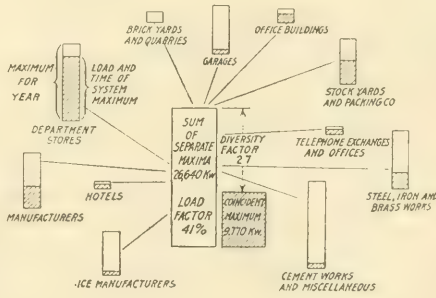 BRICK YARDS
AND QUARRIES
OFFICE BUILDINGS
GARAGES
MAXIMUM
FOR
YEAR
LOAD AND
TIME OF
SYSTEM
MAXIMUM
DEPARTMENT
STORES
STOCK YARDS
AND PACKING CO
SUM
OF
SEPARATE
MAXIMA
26,640 KW.
LOAD
FACTOR
41%
DIVERSITY
FACTOR
2 7
COINCIDENT
MAXIMUM
9,770 KW.
TELEPHONE EXCHANGES
AND OFFICES
MANUFACTURERS
HOTELS
STEEL, IRON AND
BRASS WORKS
ICE MANUFACTURERS
CEMENT WORKS
AND MISCELLANEOUS